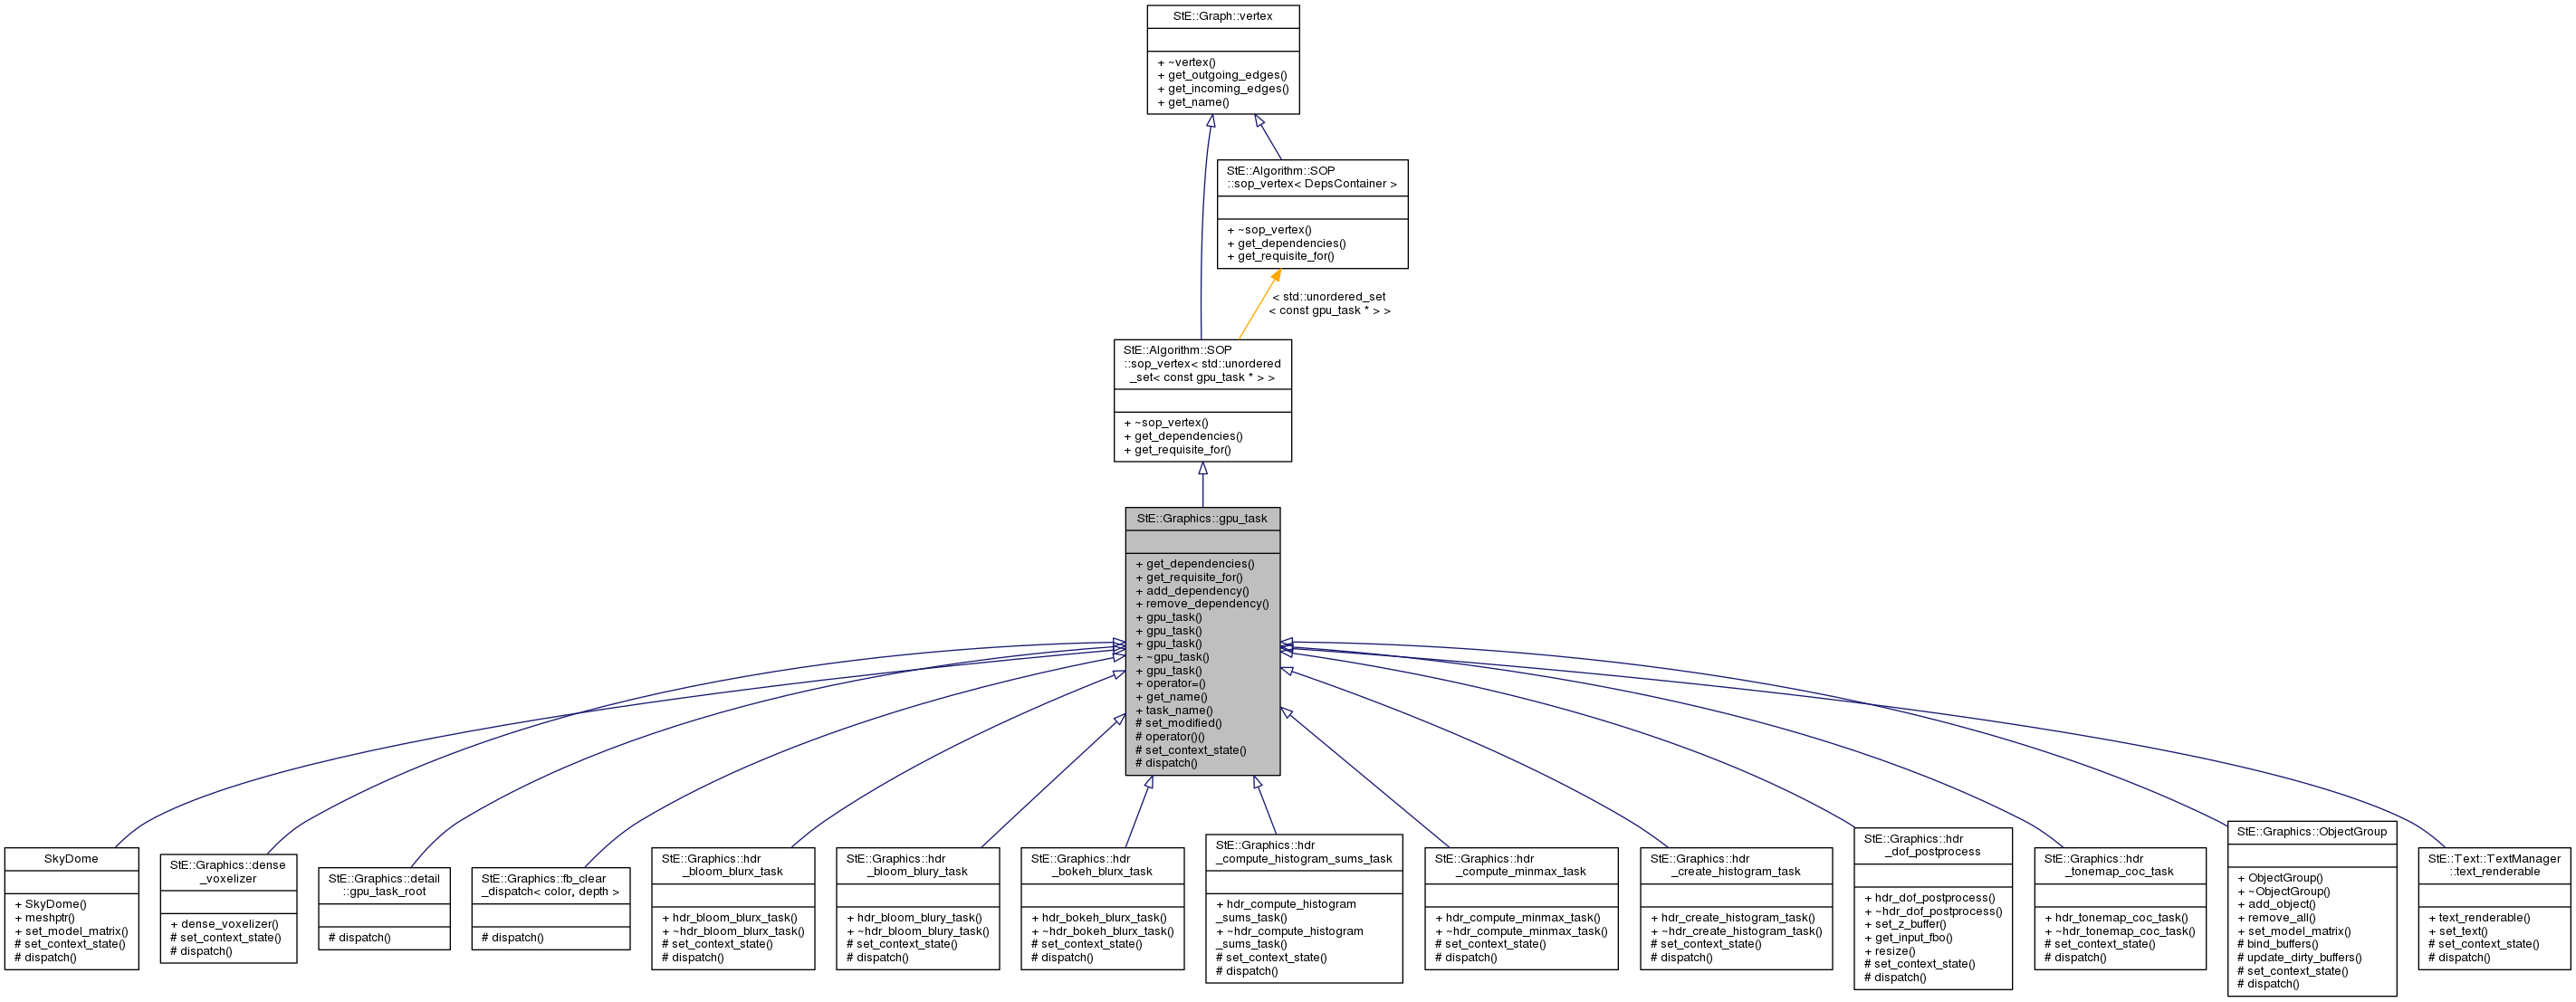 StE::Graph::vertex
+ ~vertex()
+ get_outgoing_edges()
+ get_incoming_edges()
+ get_name()
StE::Algorithm::SOP
::sop_vertex< DepsContainer >
+ ~sop_vertex()
+ get_dependencies()
+ get_requisite_for()
< std::unordered_set
< const gpu_task * > >
StE::Algorithm::SOP
::sop_vertex< std::unordered
_set< const gpu_task * > >
+ ~sop_vertex()
+ get_dependencies()
+ get_requisite_for()
StE::Graphics::gpu_task
+ get_dependencies()
+ get_requisite_for()
+ add_dependency()
+ remove_dependency()
+ gpu_task()
+ gpu_task()
+ gpu_task()
+ ~gpu_task()
+ gpu_task()
+ operator=()
+ get_name()
+ task_name()
# set_modified()
# operator()()
# set_context_state()
# dispatch()
SkyDome
+ SkyDome()
+ meshptr()
+ set_model_matrix()
# set_context_state()
# dispatch()
StE::Graphics::dense
_voxelizer
+ dense_voxelizer()
# set_context_state()
# dispatch()
StE::Graphics::detail
::gpu_task_root
# dispatch()
StE::Graphics::fb_clear
_dispatch< color, depth >
# dispatch()
StE::Graphics::hdr
_bloom_blurx_task
+ hdr_bloom_blurx_task()
+ ~hdr_bloom_blurx_task()
# set_context_state()
# dispatch()
StE::Graphics::hdr
_bloom_blury_task
+ hdr_bloom_blury_task()
+ ~hdr_bloom_blury_task()
# set_context_state()
# dispatch()
StE::Graphics::hdr
_bokeh_blurx_task
+ hdr_bokeh_blurx_task()
+ ~hdr_bokeh_blurx_task()
# set_context_state()
# dispatch()
StE::Graphics::hdr
_compute_histogram_sums_task
+ hdr_compute_histogram
_sums_task()
+ ~hdr_compute_histogram
_sums_task()
# set_context_state()
# dispatch()
StE::Graphics::hdr
_compute_minmax_task
+ hdr_compute_minmax_task()
+ ~hdr_compute_minmax_task()
# set_context_state()
# dispatch()
StE::Graphics::hdr
_create_histogram_task
+ hdr_create_histogram_task()
+ ~hdr_create_histogram_task()
# set_context_state()
# dispatch()
StE::Graphics::hdr
_dof_postprocess
+ hdr_dof_postprocess()
+ ~hdr_dof_postprocess()
+ set_z_buffer()
+ get_input_fbo()
+ resize()
# set_context_state()
# dispatch()
StE::Graphics::hdr
_tonemap_coc_task
+ hdr_tonemap_coc_task()
+ ~hdr_tonemap_coc_task()
# set_context_state()
# dispatch()
StE::Graphics::ObjectGroup
+ ObjectGroup()
+ ~ObjectGroup()
+ add_object()
+ remove_all()
+ set_model_matrix()
# bind_buffers()
# update_dirty_buffers()
# set_context_state()
# dispatch()
StE::Text::TextManager
::text_renderable
+ text_renderable()
+ set_text()
# set_context_state()
# dispatch()